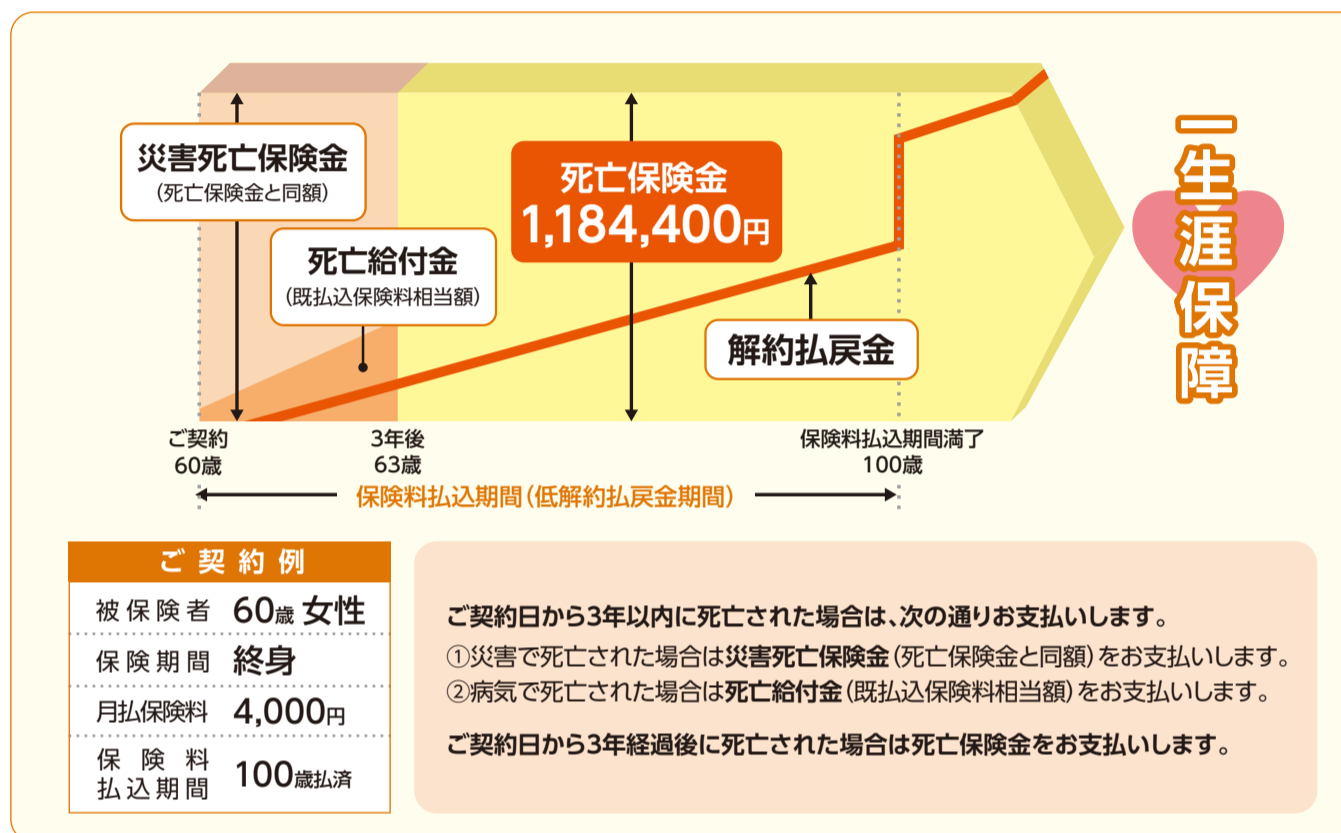 災害死亡保険金
(死亡保険金と同額)
死亡給付金
(既払込保険料相当額)
死亡保険金
1,184,400円
解約払戻金
一生涯保障
ご契約
60歳
3年後
63歳
保険料払込期間満了
100歳
保険料払込期間(低解約払戻金期間)
ご契約例
被保険者 60歳 女性
保険期間 終身
月払保険料 4,000円
保険料
払込期間 100歳払済
ご契約日から3年以内に死亡された場合は、次の通りお支払いします。
①災害で死亡された場合は災害死亡保険金(死亡保険金と同額)をお支払いします。
②病気で死亡された場合は死亡給付金(既払込保険料相当額)をお支払いします。
ご契約日から3年経過後に死亡された場合は死亡保険金をお支払いします。